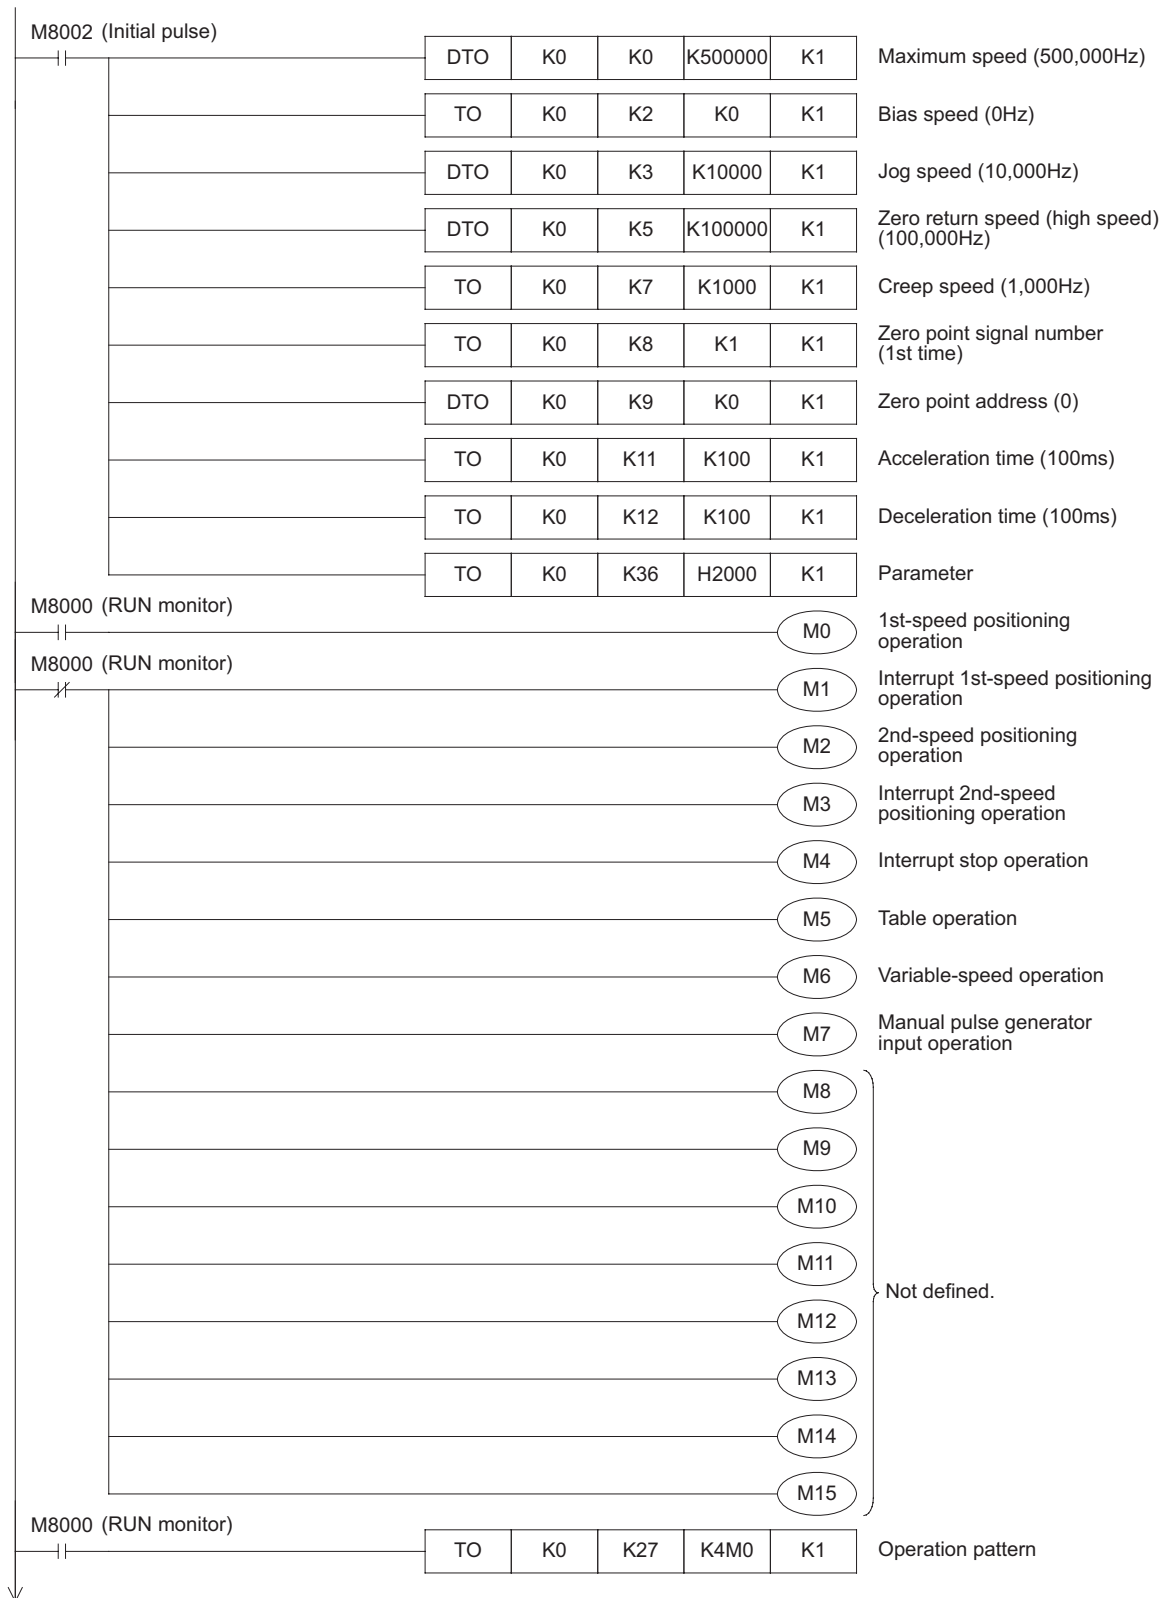 M8002 (Initial pulse)
DTO K0 K0 K500000 K1 Maximum speed (500,000Hz)
TO K0 K2 K0 K1 Bias speed (0Hz)
DTO K0 K3 K10000 K1 Jog speed (10,000Hz)
DTO K0 K5 K100000 K1 Zero return speed (high speed)
(100,000Hz)
TO K0 K7 K1000 K1 Creep speed (1,000Hz)
TO K0 K8 K1 K1 Zero point signal number
(1st time)
DTO K0 K9 K0 K1 Zero point address (0)
TO K0 K11 K100 K1 Acceleration time (100ms)
TO K0 K12 K100 K1 Deceleration time (100ms)
TO K0 K36 H2000 K1 Parameter
M8000 (RUN monitor)
M0 1st-speed positioning
operation
M8000 (RUN monitor)
M1 Interrupt 1st-speed positioning
operation
M2 2nd-speed positioning
operation
M3 Interrupt 2nd-speed
positioning operation
M4 Interrupt stop operation
M5 Table operation
M6 Variable-speed operation
M7 Manual pulse generator
input operation
M8
M9
M10
M11
Not defined.
M12
M13
M14
M15
M8000 (RUN monitor)
TO K0 K27 K4M0 K1 Operation pattern